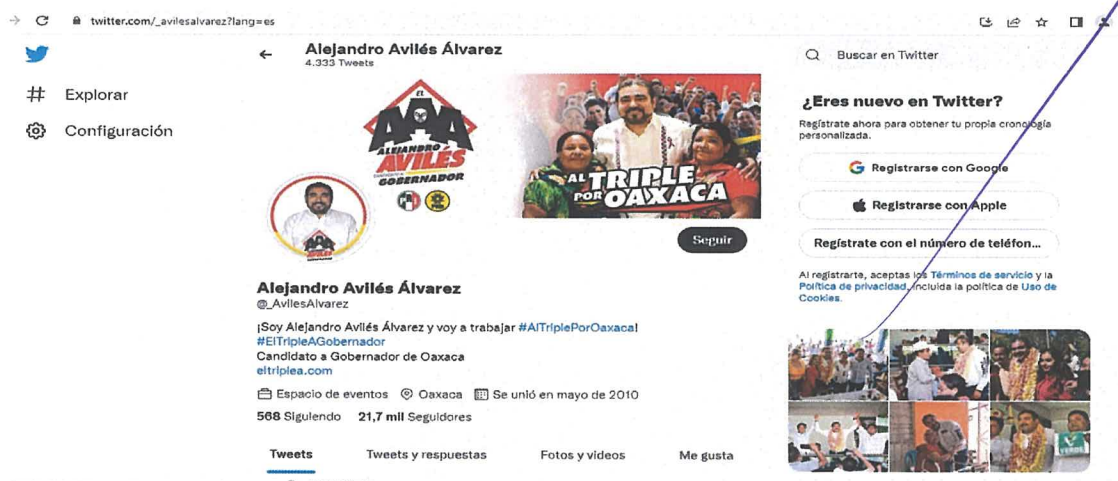 twitter.com/_avilesalvarez?lang=es
Explorar
Configuración
Alejandro Avilés Álvarez
4.333 Tweets
EL
AAA
ALEJANDRO
AVILÉS
GOBERNADOR
PRI
PRD
AL TRIPLE
POR OAXACA
AVILÉS
Seguir
Alejandro Avilés Álvarez
@_AvilesAlvarez
¡Soy Alejandro Avilés Álvarez y voy a trabajar #AlTriplePorOaxaca!
#ElTripleAGobernador
Candidato a Gobernador de Oaxaca
eltriplea.com
Espacio de eventos Oaxaca Se unió en mayo de 2010
568 Siguiendo 21,7 mil Seguidores
Tweets Tweets y respuestas Fotos y videos Me gusta
Buscar en Twitter
¿Eres nuevo en Twitter?
Regístrate ahora para obtener tu propia cronología
personalizada.
Registrarse con Google
Registrarse con Apple
Regístrate con el número de teléfon...
Al registrarte, aceptas los Términos de servicio y la
Política de privacidad, incluida la política de Uso de
Cookies.
VERDE